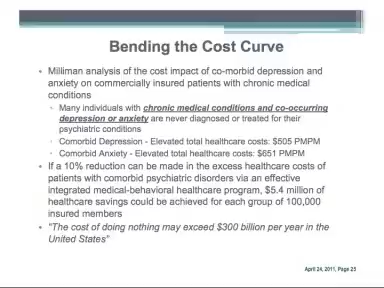 Bending the Cost Curve
• Milliman analysis of the cost impact of co-morbid depression and
anxiety on commercially insured patients with chronic medical
conditions
◦ Many individuals with chronic medical conditions and co-occurring
depression or anxiety are never diagnosed or treated for their
psychiatric conditions
◦ Comorbid Depression - Elevated total healthcare costs: $505 PMPM
◦ Comorbid Anxiety - Elevated total healthcare costs: $651 PMPM
• If a 10% reduction can be made in the excess healthcare costs of
patients with comorbid psychiatric disorders via an effective
integrated medical-behavioral healthcare program, $5.4 million of
healthcare savings could be achieved for each group of 100,000
insured members
• "The cost of doing nothing may exceed $300 billion per year in the
United States"
April 24, 2011, Page 25